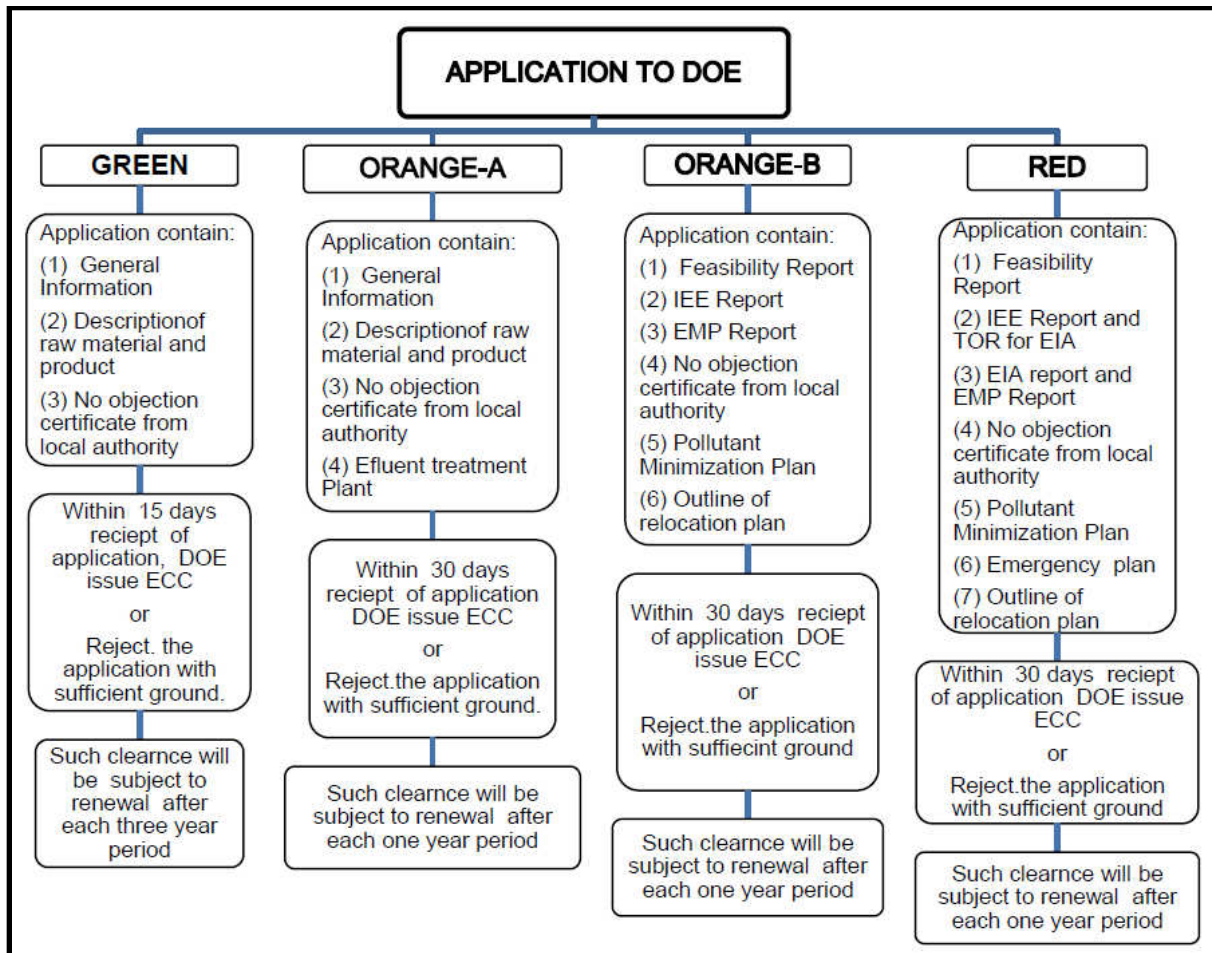 APPLICATION TO DOE
GREEN
Application contain:
(1) General
Information
(2) Descriptionof
raw material and
product
(3) No objection
certificate from
local authority
Within 15 days
reciept of
application, DOE
issue ECC
or
Reject. the
application with
sufficient ground.
Such clearnce will
be subject to
renewal after
each three year
period
ORANGE-A
Application contain:
(1) General
Information
(2) Descriptionof raw
material and product
(3) No objection
certificate from local
authority
(4) Efluent treatment
Plant
Within 30 days
reciept of application
DOE issue ECC
or
Reject.the application
with sufficient ground.
Such clearnce will be
subject to renewal after
each one year period
ORANGE-B
Application contain:
(1) Feasibility Report
(2) IEE Report
(3) EMP Report
(4) No objection
certificate from local
authority
(5) Pollutant
Minimization Plan
(6) Outline of
relocation plan
Within 30 days reciept
of application DOE
issue ECC
or
Reject.the application
with suffiecint ground
Such clearnce will be
subject to renewal after
each one year period
RED
Application contain:
(1) Feasibility
Report
(2) IEE Report and
TOR for EIA
(3) EIA report and
EMP Report
(4) No objection
certificate from local
authority
(5) Pollutant
Minimization Plan
(6) Emergency plan
(7) Outline of
relocation plan
Within 30 days reciept
of application DOE issue
ECC
or
Reject.the application
with sufficient ground
Such clearnce will be
subject to renewal after
each one year period